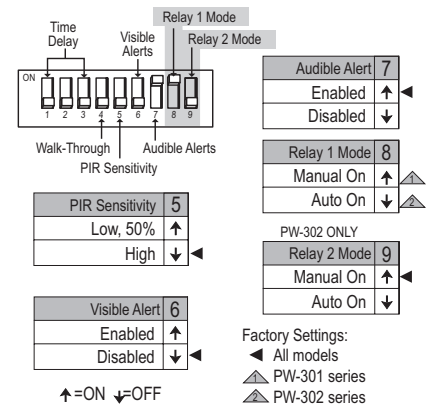 Relay 1 Mode
Time
Delay
Visible
Alerts
Relay 2 Mode
ON
1 2 3 4 5 6 7 8 9
Walk-Through
Audible Alerts
PIR Sensitivity
PIR Sensitivity 5
Low, 50% ↑
High ↓ ◄
Visible Alert 6
Enabled ↑
Disabled ↓ ◄
↑=ON ↓=OFF
Audible Alert 7
Enabled ↑ ◄
Disabled ↓
Relay 1 Mode 8
Manual On ↑ 1
Auto On ↓ 2
PW-302 ONLY
Relay 2 Mode 9
Manual On ↑ ◄
Auto On ↓
Factory Settings:
◄ All models
1 PW-301 series
2 PW-302 series